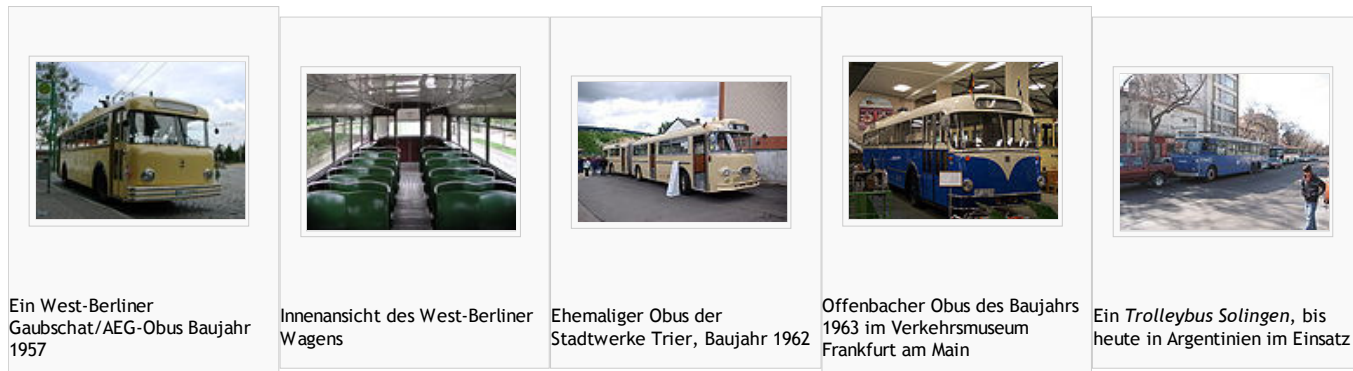 Ein West-Berliner
Gaubschat/AEG-Obus Baujahr
1957
Innenansicht des West-Berliner
Wagens
Ehemaliger Obus der
Stadtwerke Trier, Baujahr 1962
Offenbacher Obus des Baujahrs
1963 im Verkehrsmuseum
Frankfurt am Main
Ein Trolleybus Solingen, bis
heute in Argentinien im Einsatz